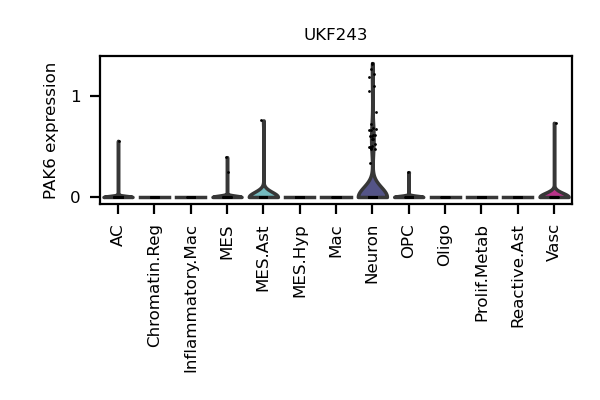 UKF243
PAK6 expression
1
0
AC
Chromatin.Reg
Inflammatory.Mac
MES
MES.Ast
MES.Hyp
Mac
Neuron
OPC
Oligo
Prolif.Metab
Reactive.Ast
Vasc